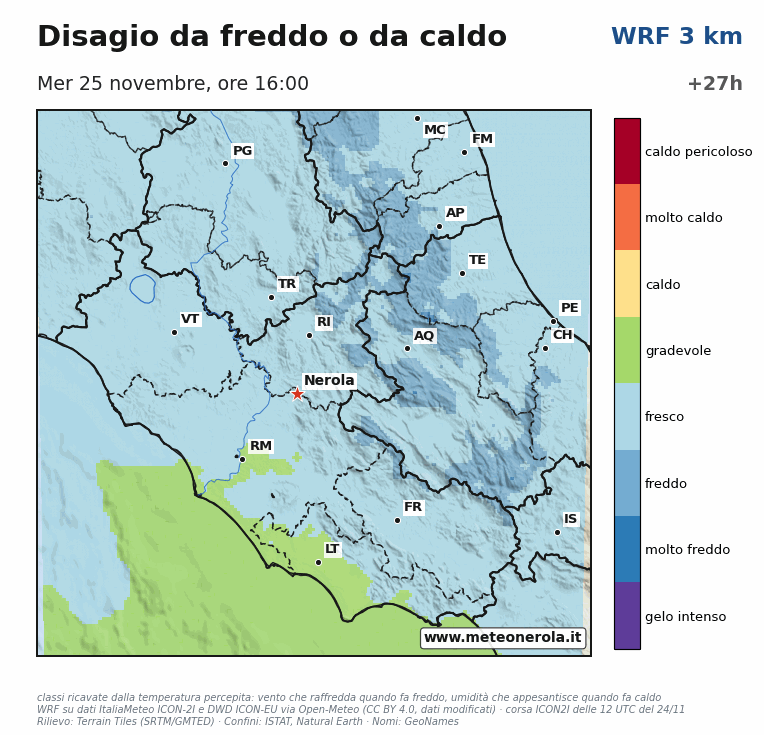 Disagio da freddo o da caldo
WRF 3 km
Mer 25 novembre, ore 16:00
+27h
MC
FM
PG
AP
TE
TR
PE
VT
RI
CH
AQ
Nerola
RM
FR
IS
LT
www.meteonerola.it
caldo pericoloso
molto caldo
caldo
gradevole
fresco
freddo
molto freddo
gelo intenso
classi ricavate dalla temperatura percepita: vento che raffredda quando fa freddo, umidità che appesantisce quando fa caldo
WRF su dati ItaliaMeteo ICON-2I e DWD ICON-EU via Open-Meteo (CC BY 4.0, dati modificati) · corsa ICON2I delle 12 UTC del 24/11
Rilievo: Terrain Tiles (SRTM/GMTED) · Confini: ISTAT, Natural Earth · Nomi: GeoNames